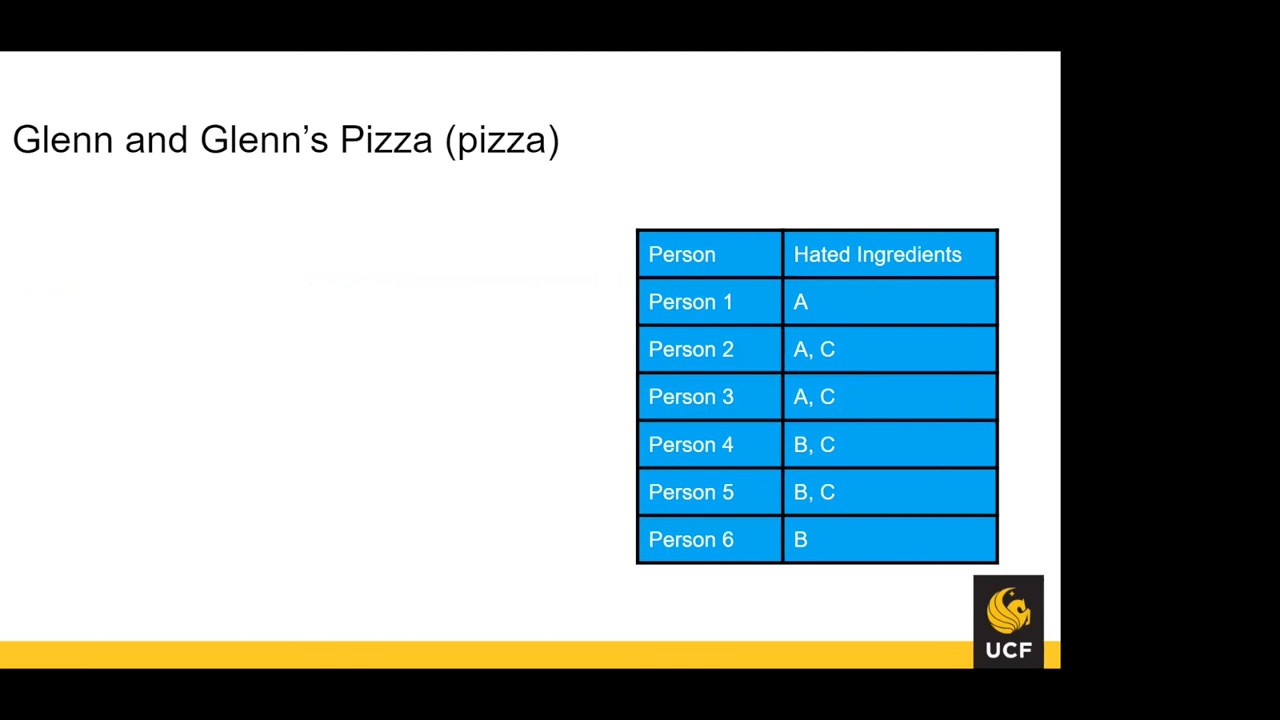 Glenn and Glenn’s Pizza (pizza)
Person Hated Ingredients
Person 1 A
Person 2 A, C
Person 3 A, C
Person 4 B, C
Person 5 B, C
Person 6 B
UCF